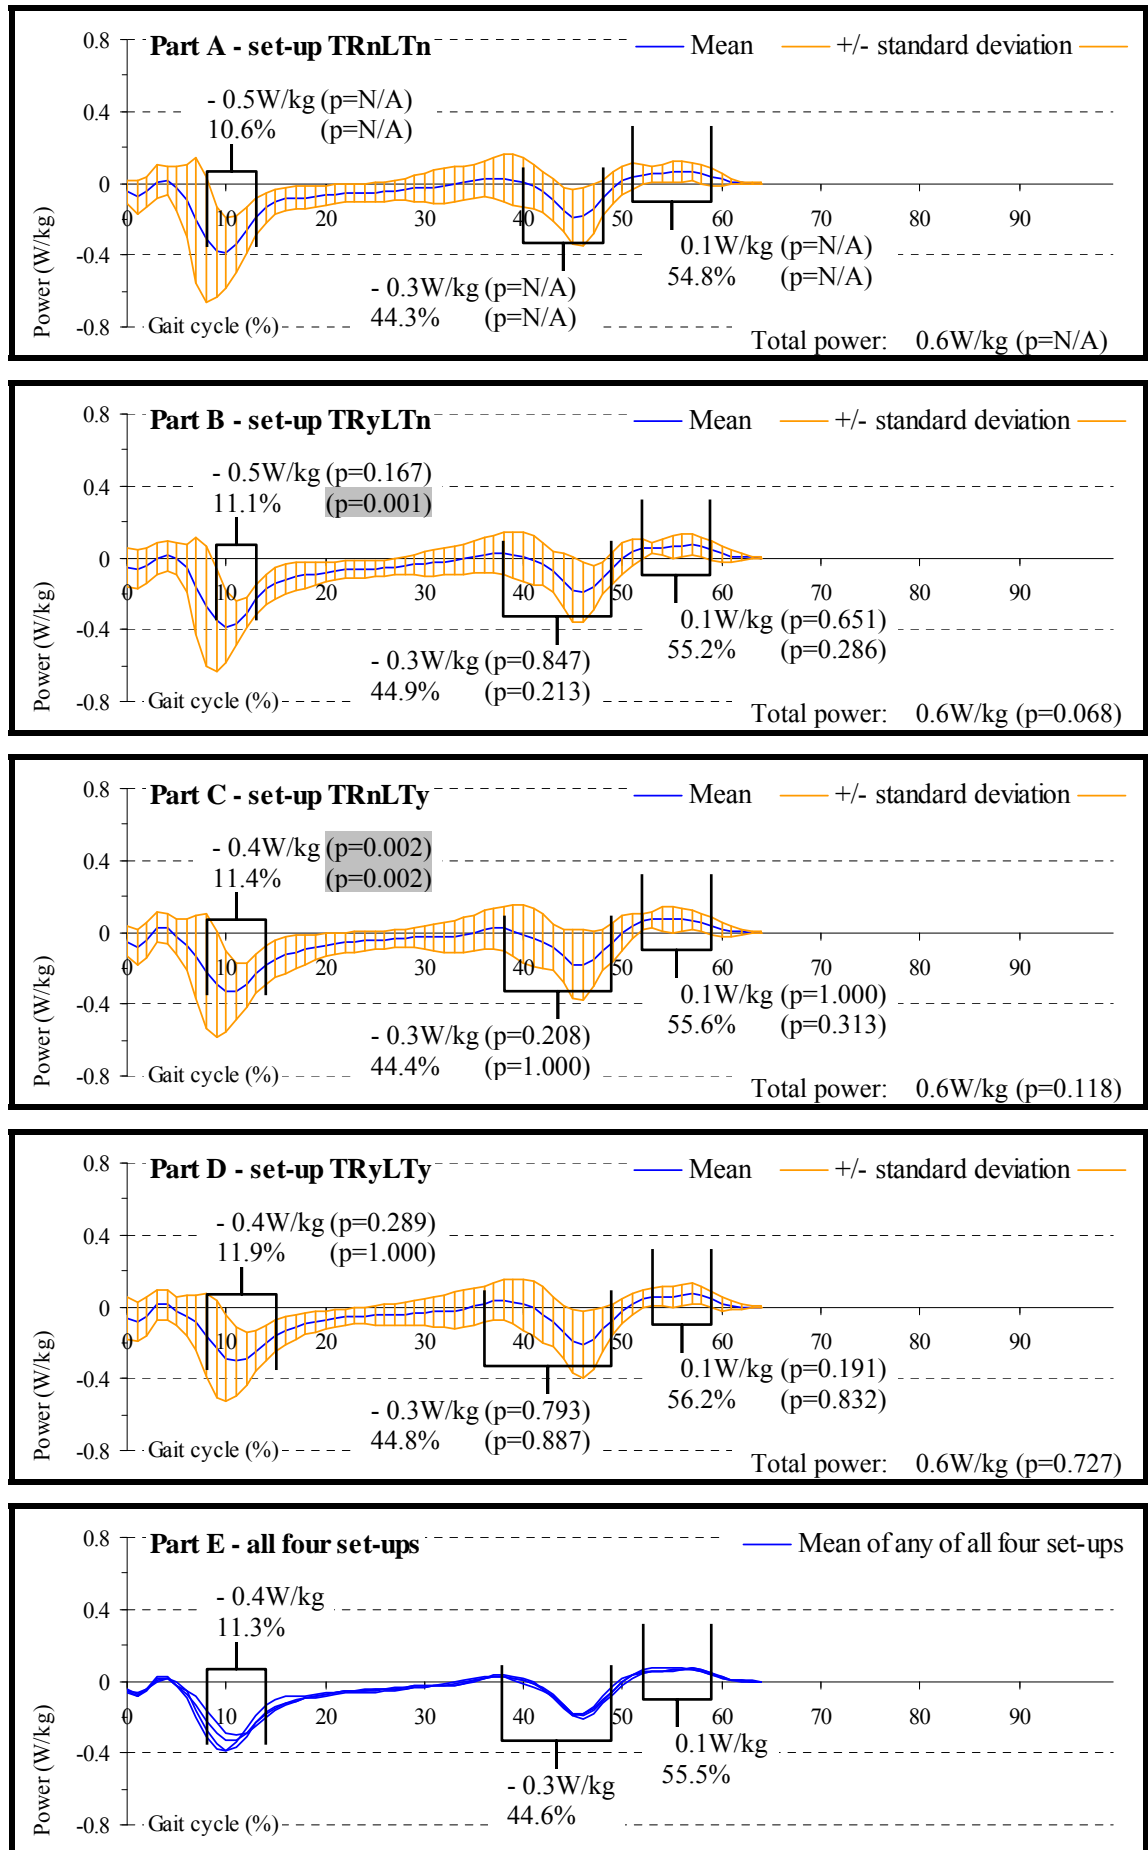 Part A - set-up TRnLTn
Mean
+/- standard deviation
0.8
0.4
0
-0.4
-0.8
Power (W/kg)
- 0.5W/kg (p=N/A)
10.6% (p=N/A)
0 10 20 30 40 50 60 70 80 90
0.1W/kg (p=N/A)
54.8% (p=N/A)
- 0.3W/kg (p=N/A)
44.3% (p=N/A)
Gait cycle (%)
Total power: 0.6W/kg (p=N/A)
Part B - set-up TRyLTn
Mean
+/- standard deviation
0.8
0.4
0
-0.4
-0.8
Power (W/kg)
- 0.5W/kg (p=0.167)
11.1% (p=0.001)
0 10 20 30 40 50 60 70 80 90
0.1W/kg (p=0.651)
55.2% (p=0.286)
- 0.3W/kg (p=0.847)
44.9% (p=0.213)
Gait cycle (%)
Total power: 0.6W/kg (p=0.068)
Part C - set-up TRnLTy
Mean
+/- standard deviation
0.8
0.4
0
-0.4
-0.8
Power (W/kg)
- 0.4W/kg (p=0.002)
11.4% (p=0.002)
0 10 20 30 40 50 60 70 80 90
0.1W/kg (p=1.000)
55.6% (p=0.313)
- 0.3W/kg (p=0.208)
44.4% (p=1.000)
Gait cycle (%)
Total power: 0.6W/kg (p=0.118)
Part D - set-up TRyLTy
Mean
+/- standard deviation
0.8
0.4
0
-0.4
-0.8
Power (W/kg)
- 0.4W/kg (p=0.289)
11.9% (p=1.000)
0 10 20 30 40 50 60 70 80 90
0.1W/kg (p=0.191)
56.2% (p=0.832)
- 0.3W/kg (p=0.793)
44.8% (p=0.887)
Gait cycle (%)
Total power: 0.6W/kg (p=0.727)
Part E - all four set-ups
Mean of any of all four set-ups
0.8
0.4
0
-0.4
-0.8
Power (W/kg)
- 0.4W/kg
11.3%
0 10 20 30 40 50 60 70 80 90
0.1W/kg
55.5%
- 0.3W/kg
44.6%
Gait cycle (%)